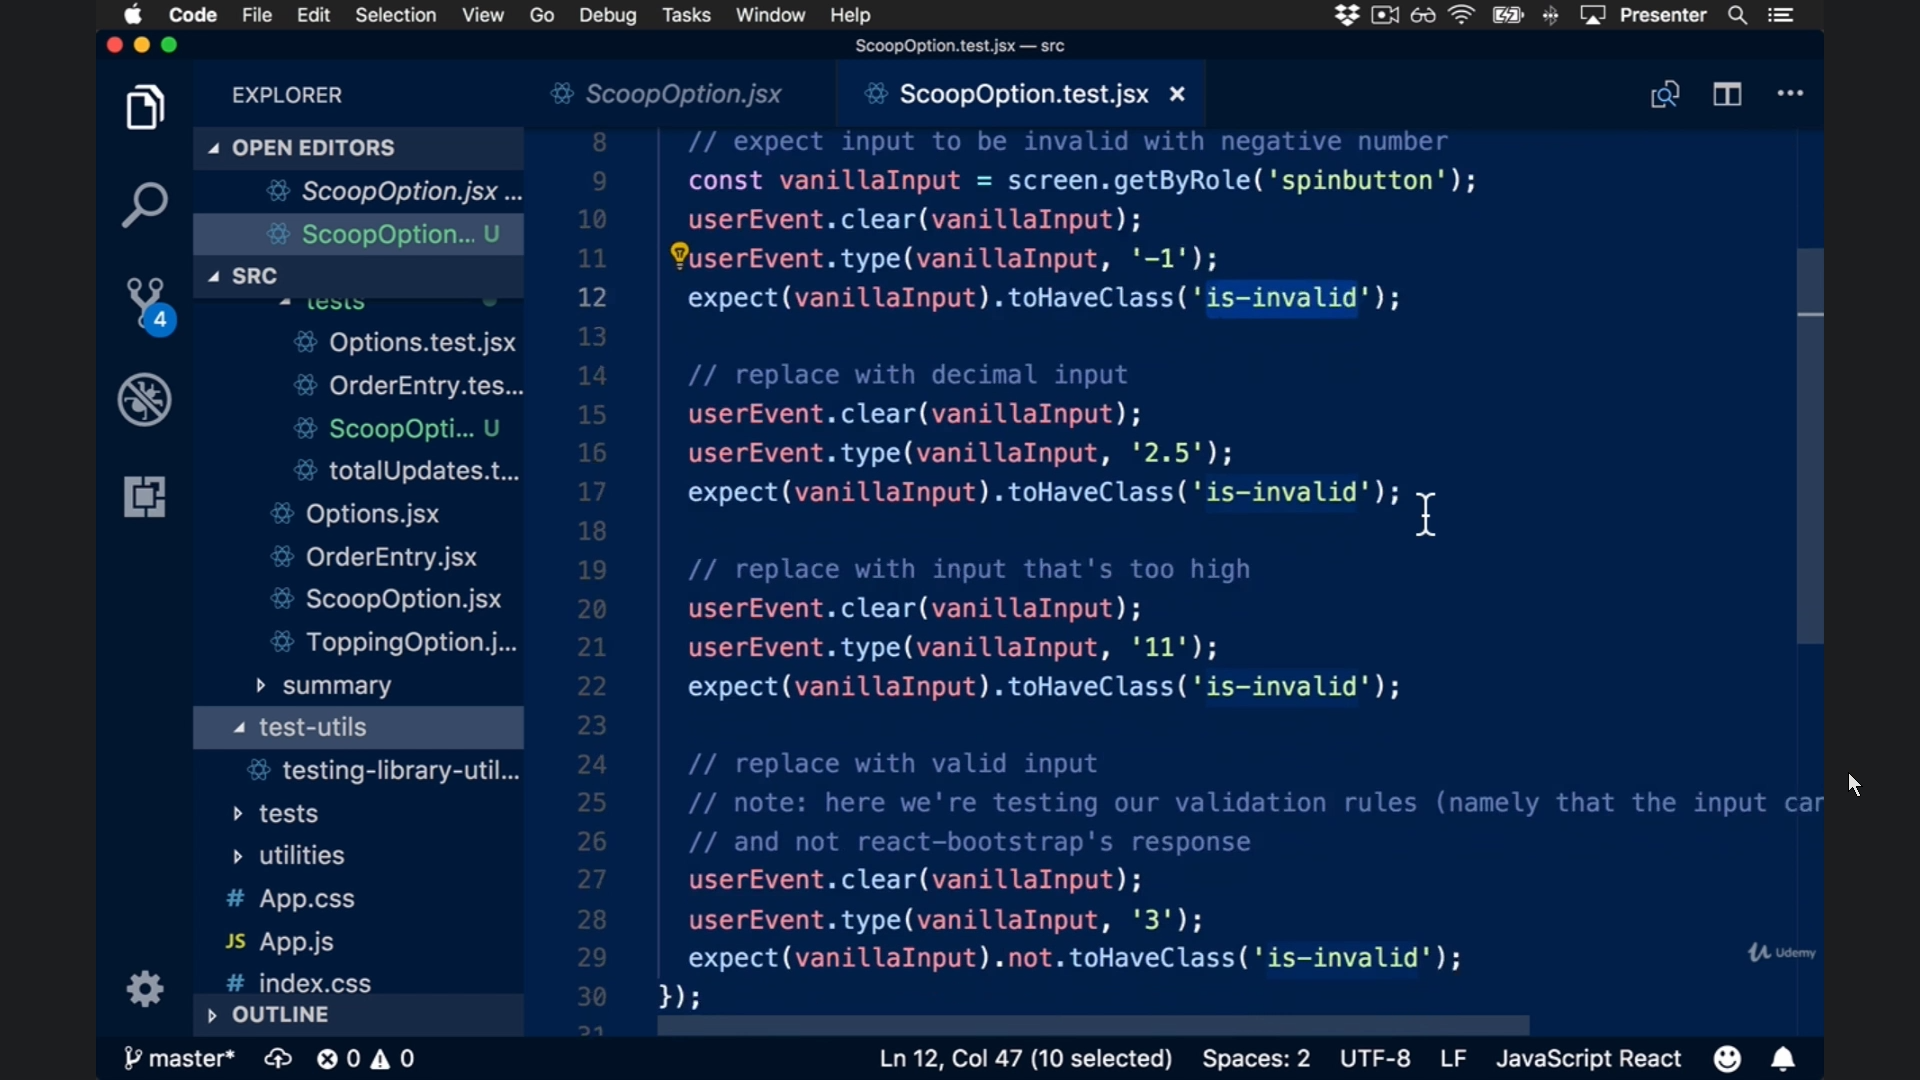 Code File Edit Selection View Go Debug Tasks Window Help Presenter
ScoopOption.test.jsx — src
EXPLORER
OPEN EDITORS
ScoopOption.jsx ...
ScoopOption... U
SRC
tests
Options.test.jsx
OrderEntry.tes...
ScoopOpti... U
totalUpdates.t...
Options.jsx
OrderEntry.jsx
ScoopOption.jsx
ToppingOption.j...
summary
test-utils
testing-library-util...
tests
utilities
# App.css
JS App.js
# index.css
OUTLINE
4
ScoopOption.jsx ScoopOption.test.jsx ×
8 // expect input to be invalid with negative number
9 const vanillaInput = screen.getByRole('spinbutton');
10 userEvent.clear(vanillaInput);
11 userEvent.type(vanillaInput, '-1');
12 expect(vanillaInput).toHaveClass('is-invalid');
13
14 // replace with decimal input
15 userEvent.clear(vanillaInput);
16 userEvent.type(vanillaInput, '2.5');
17 expect(vanillaInput).toHaveClass('is-invalid');
18
19 // replace with input that's too high
20 userEvent.clear(vanillaInput);
21 userEvent.type(vanillaInput, '11');
22 expect(vanillaInput).toHaveClass('is-invalid');
23
24 // replace with valid input
25 // note: here we're testing our validation rules (namely that the input can
26 // and not react-bootstrap's response
27 userEvent.clear(vanillaInput);
28 userEvent.type(vanillaInput, '3');
29 expect(vanillaInput).not.toHaveClass('is-invalid');
30 });
31
Udemy
master* 0 0 Ln 12, Col 47 (10 selected) Spaces: 2 UTF-8 LF JavaScript React